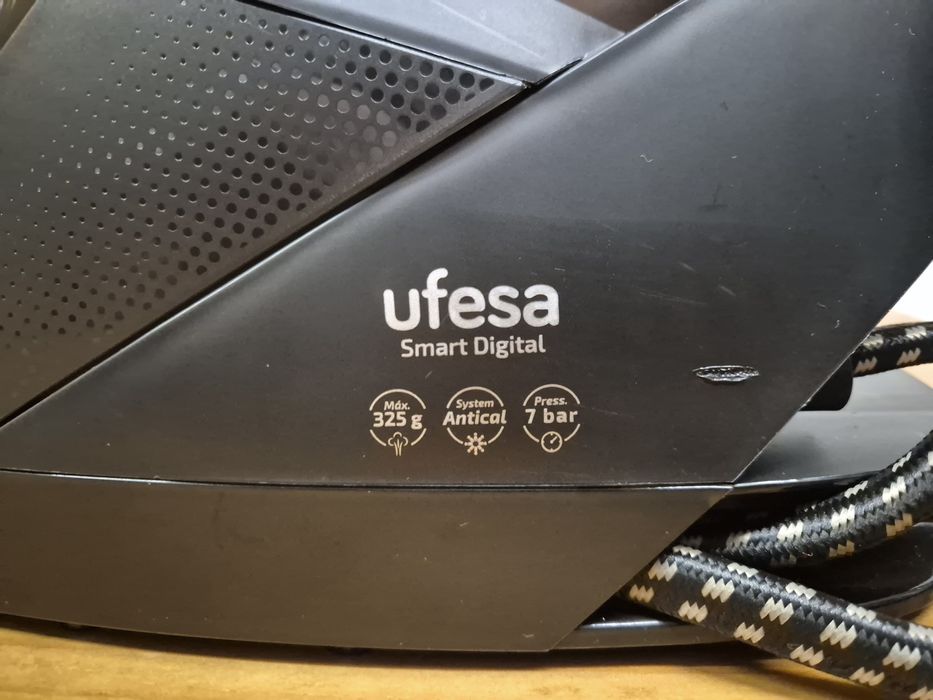 ufesa
Smart Digital
Máx.
325 g
System
Antical
Press.
7 bar